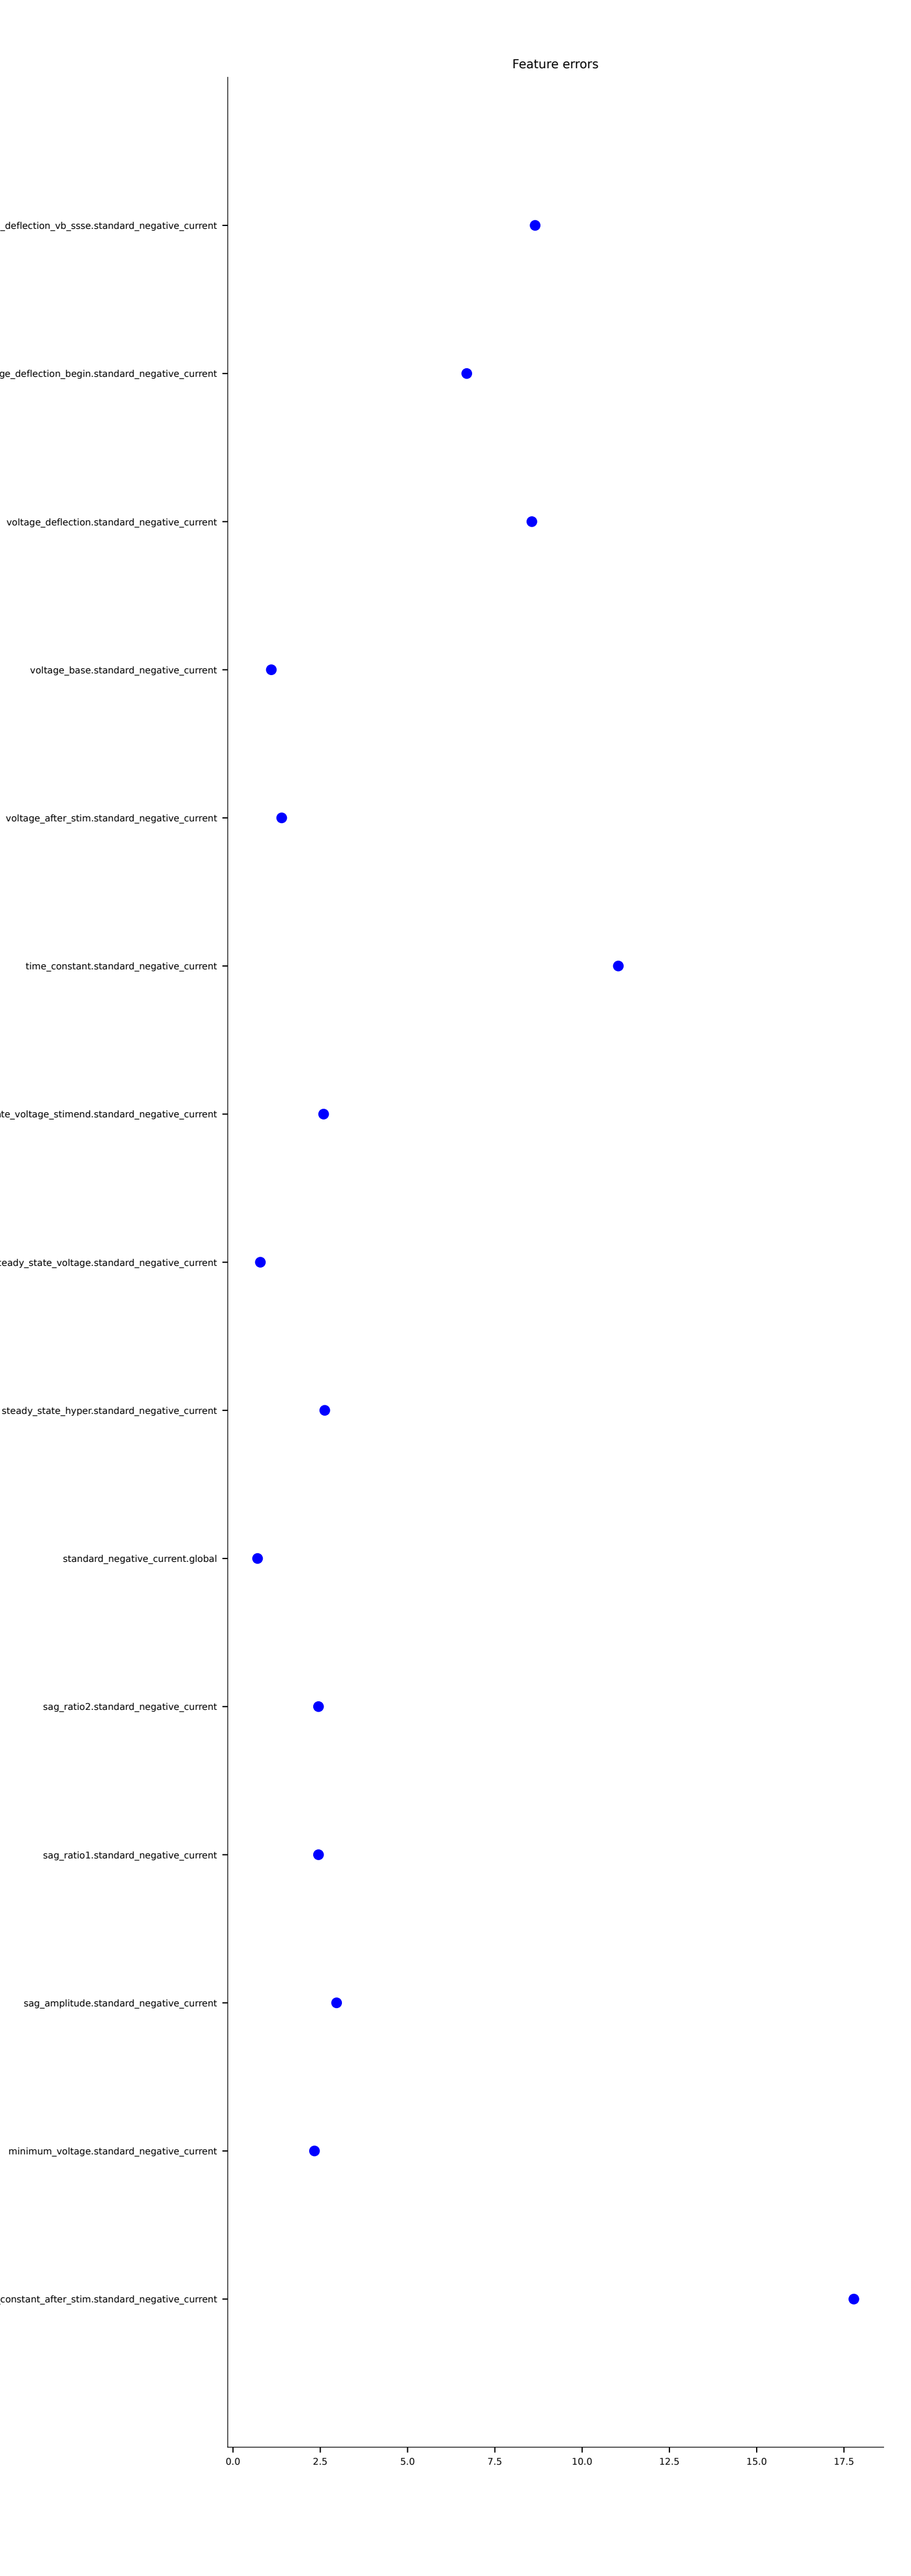 Feature errors
_deflection_vb_ssse.standard_negative_current
ge_deflection_begin.standard_negative_current
voltage_deflection.standard_negative_current
voltage_base.standard_negative_current
voltage_after_stim.standard_negative_current
time_constant.standard_negative_current
te_voltage_stimend.standard_negative_current
eady_state_voltage.standard_negative_current
steady_state_hyper.standard_negative_current
standard_negative_current.global
sag_ratio2.standard_negative_current
sag_ratio1.standard_negative_current
sag_amplitude.standard_negative_current
minimum_voltage.standard_negative_current
constant_after_stim.standard_negative_current
0.0 2.5 5.0 7.5 10.0 12.5 15.0 17.5